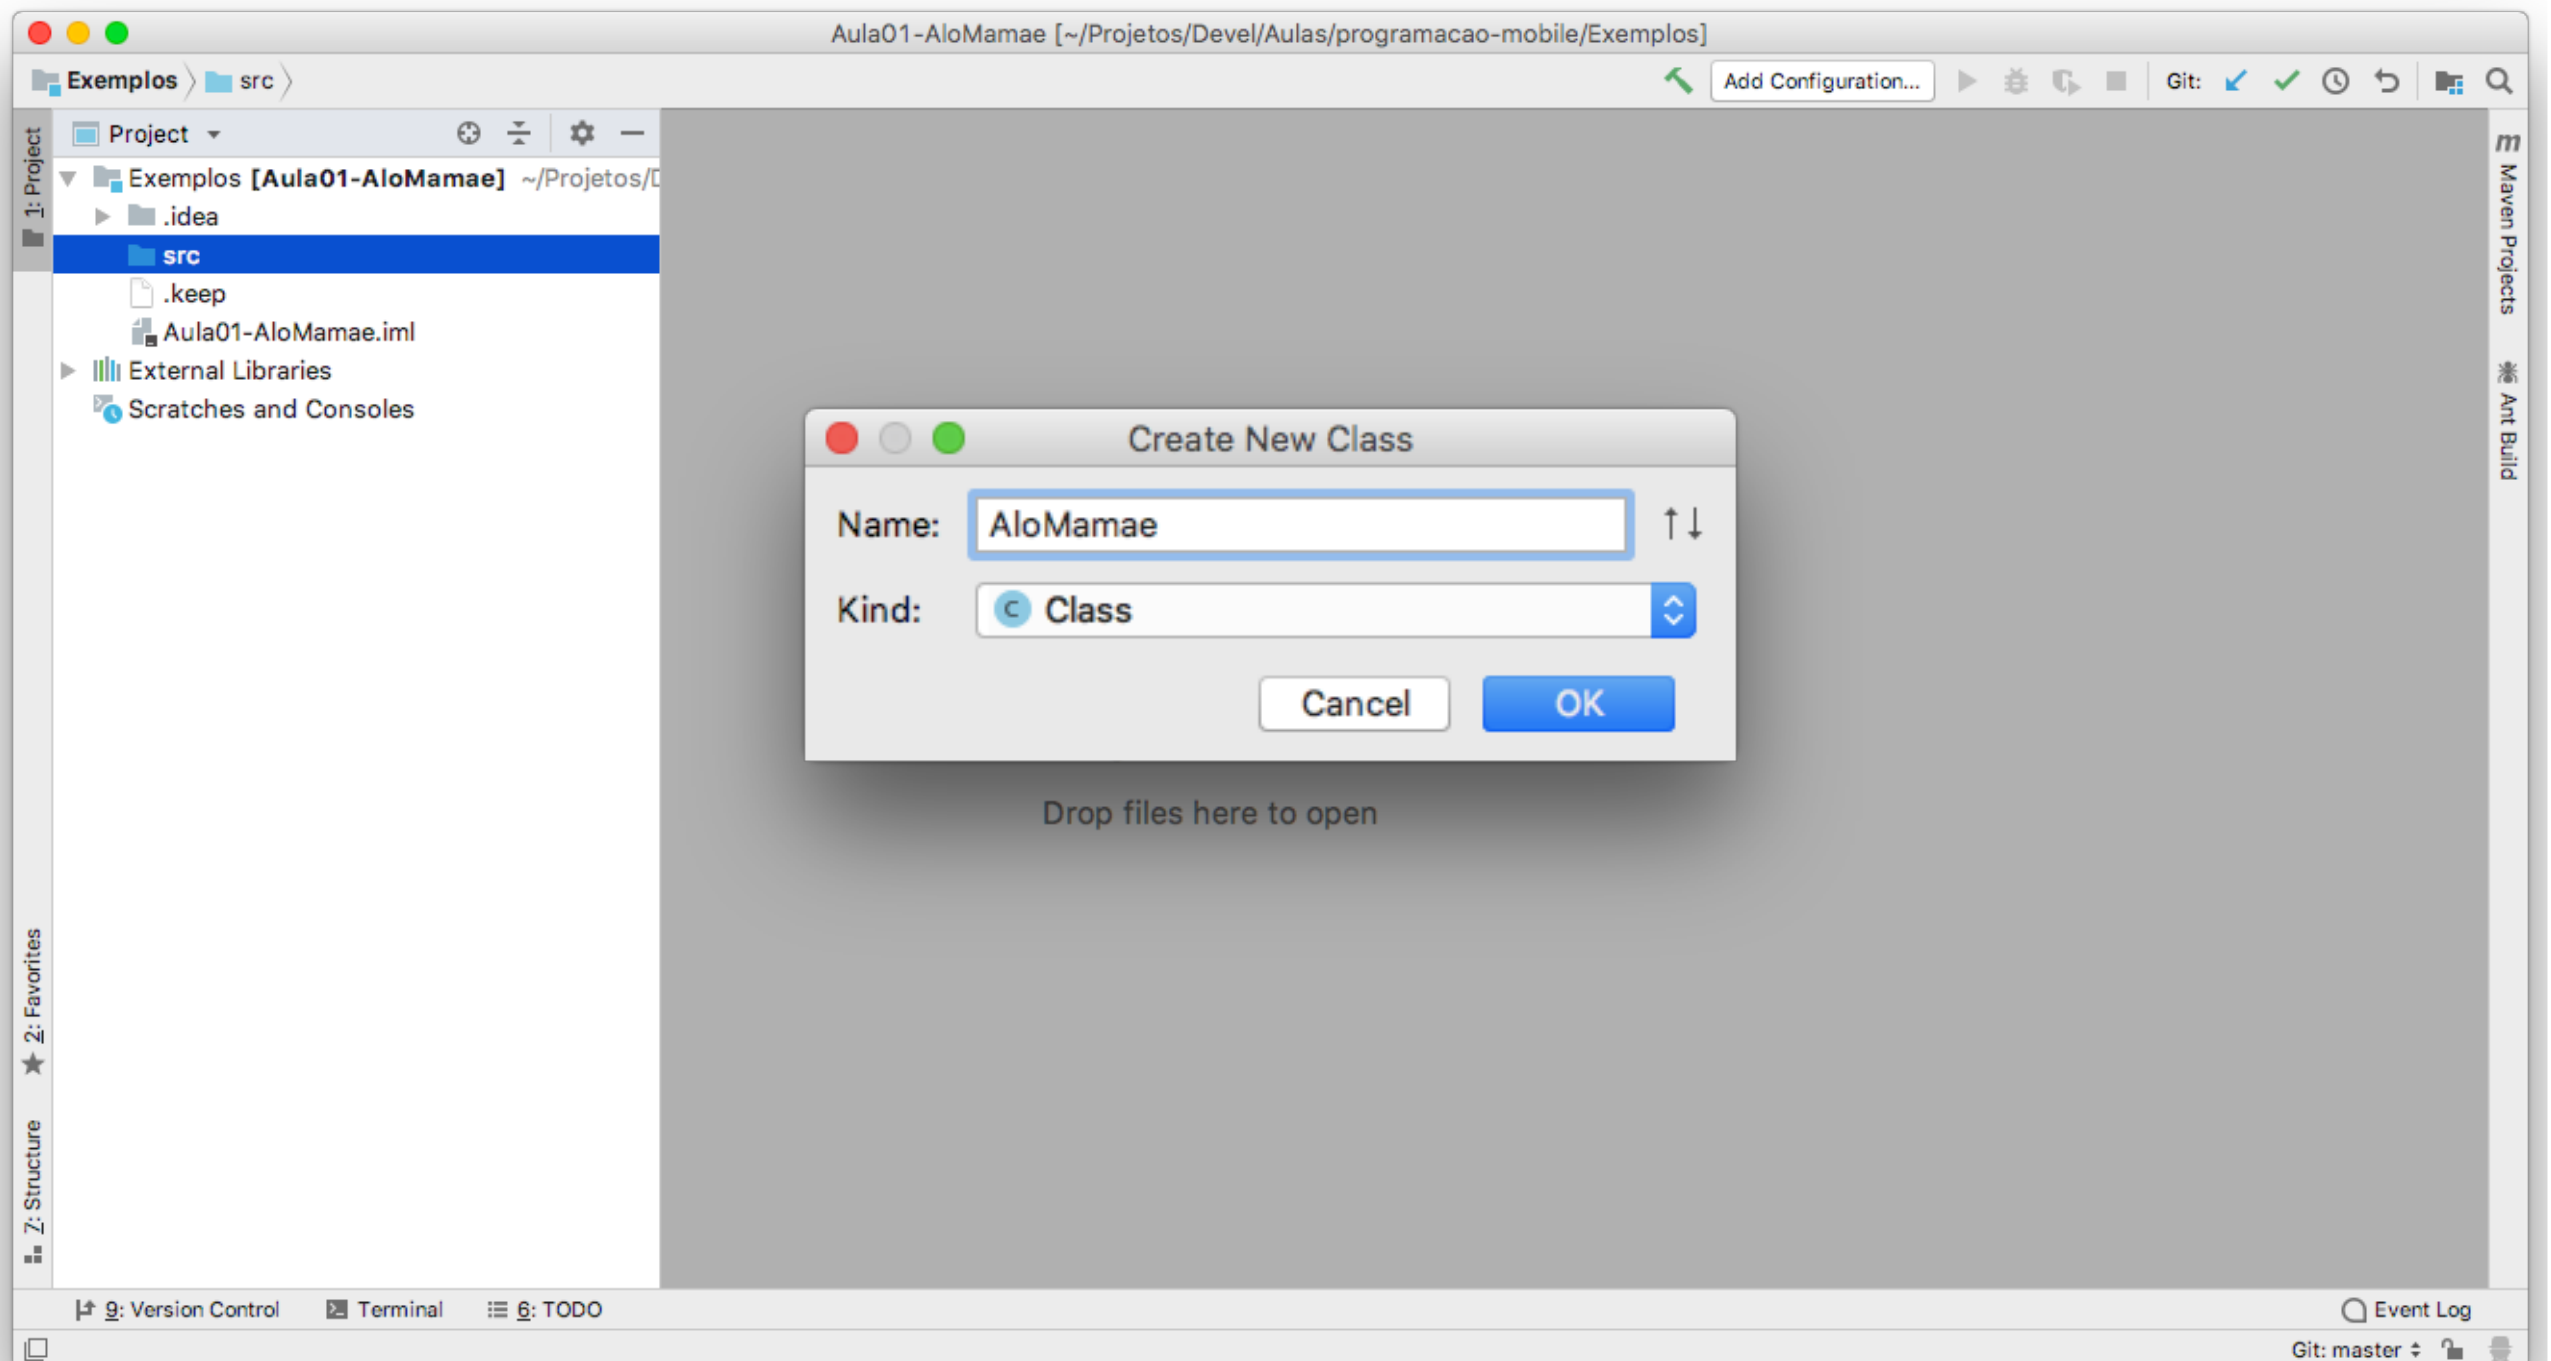 Aula01-AloMamae [~/Projetos/Devel/Aulas/programacao-mobile/Exemplos]
Exemplos src Add Configuration... Git:
1: Project
Project
Exemplos [Aula01-AloMamae] ~/Projetos/D
.idea
src
.keep
Aula01-AloMamae.iml
External Libraries
Scratches and Consoles
m Maven Projects
Ant Build
Create New Class
Name: AloMamae
Kind: C Class
Cancel OK
Drop files here to open
2: Favorites
7: Structure
9: Version Control Terminal 6: TODO Event Log
Git: master